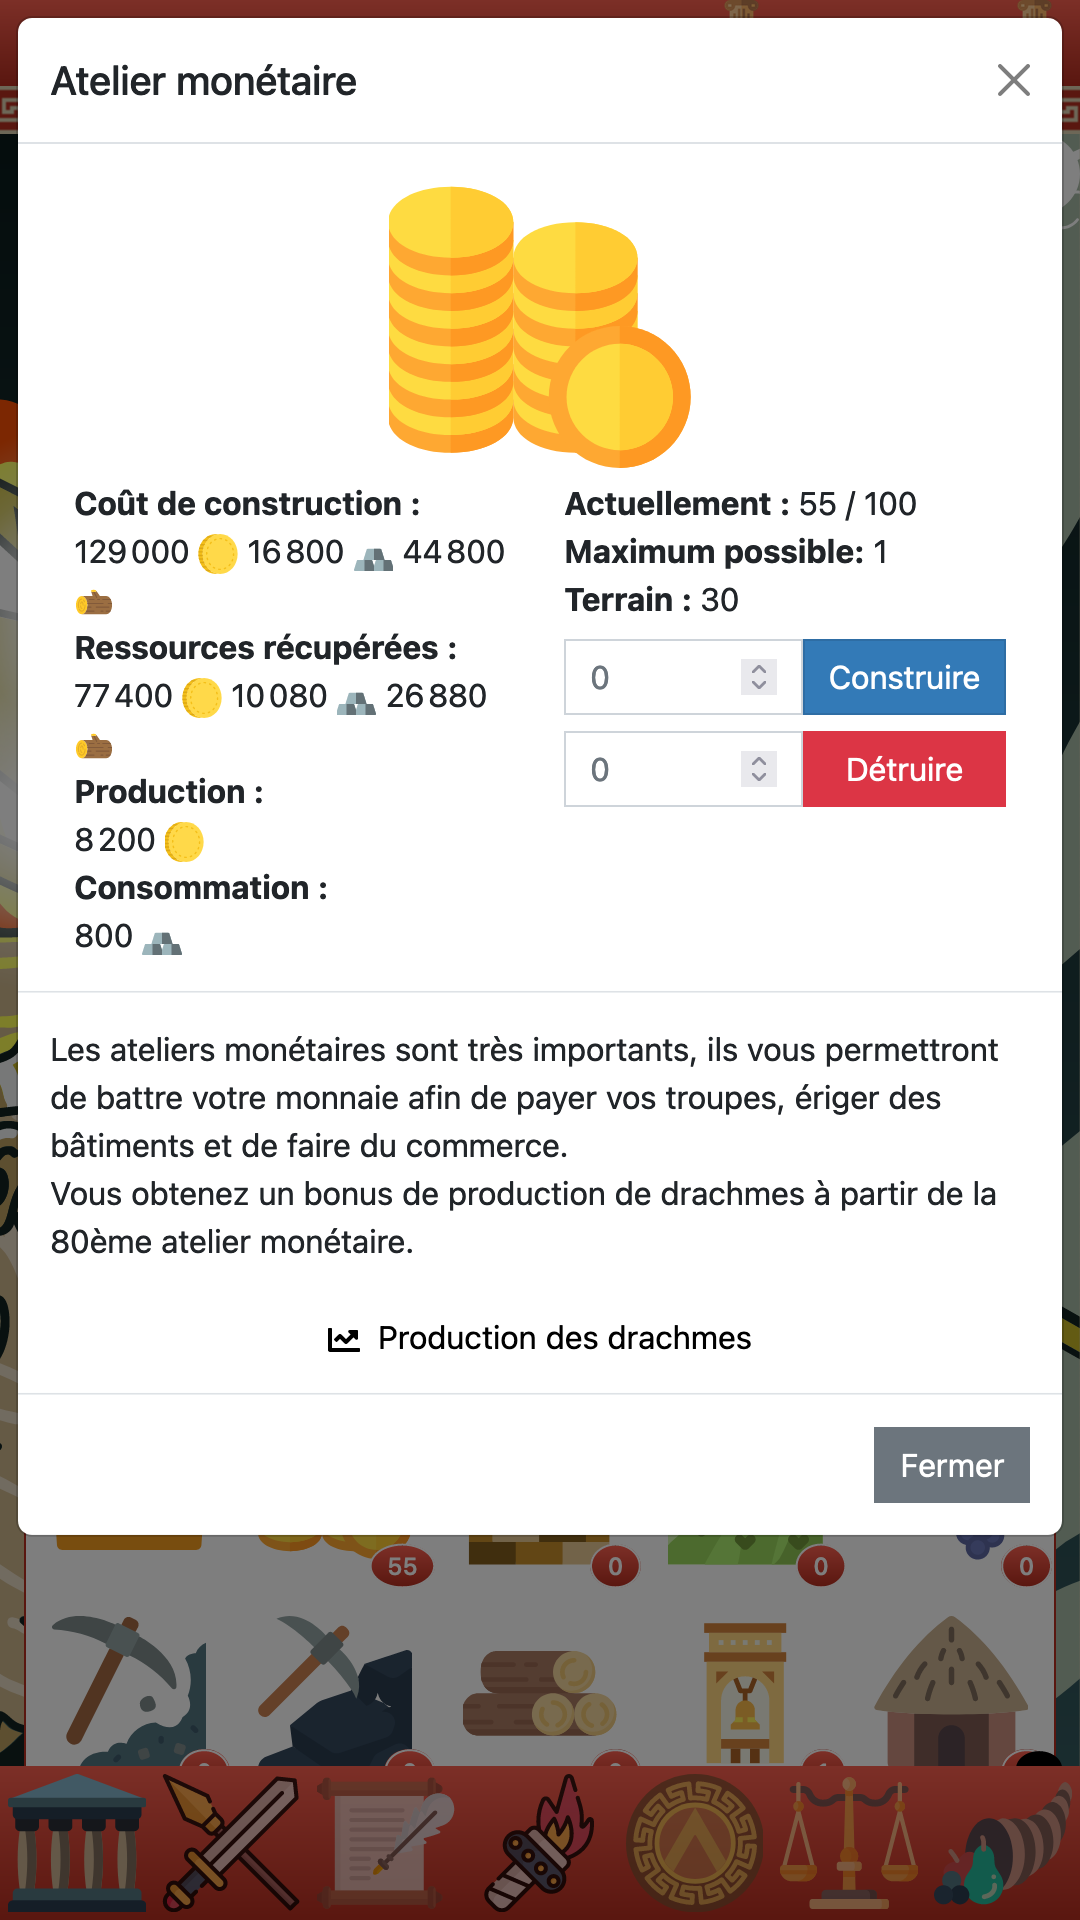 Atelier monétaire
Coût de construction :
129 000 16 800 44 800
Ressources récupérées :
77 400 10 080 26 880
Production :
8 200
Consommation :
800
Actuellement : 55 / 100
Maximum possible: 1
Terrain : 30
0 Construire
0 Détruire
Les ateliers monétaires sont très importants, ils vous permettront
de battre votre monnaie afin de payer vos troupes, ériger des
bâtiments et de faire du commerce.
Vous obtenez un bonus de production de drachmes à partir de la
80ème atelier monétaire.
Production des drachmes
Fermer
55 0 0 0